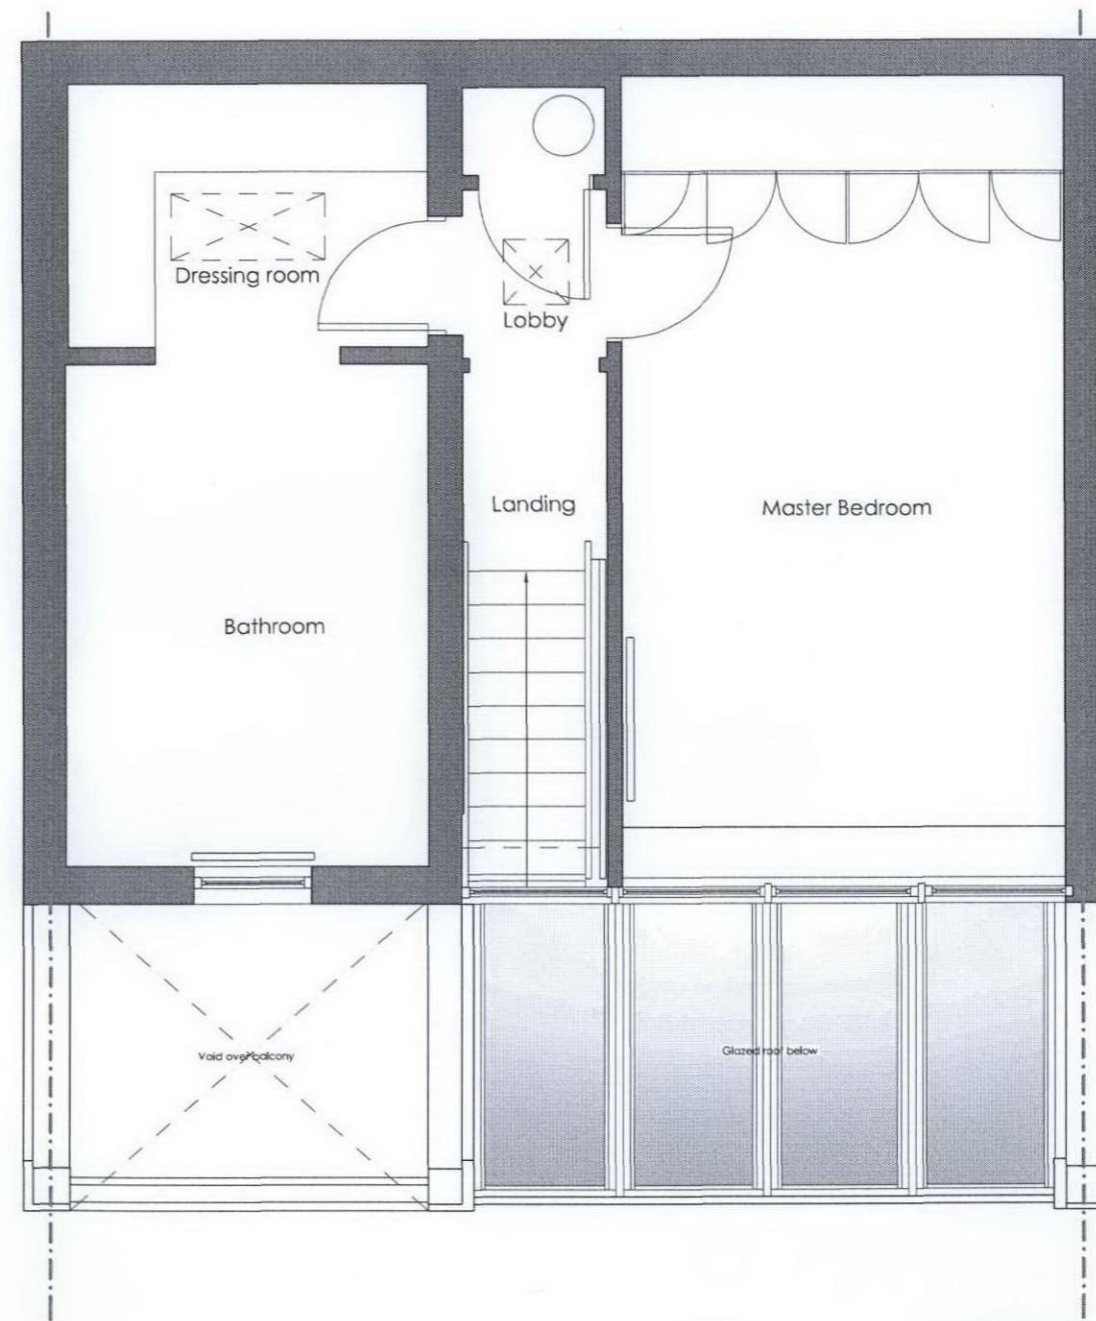 Dressing room
Lobby
Landing
Master Bedroom
Bathroom
Void over balcony
Glazed roof below